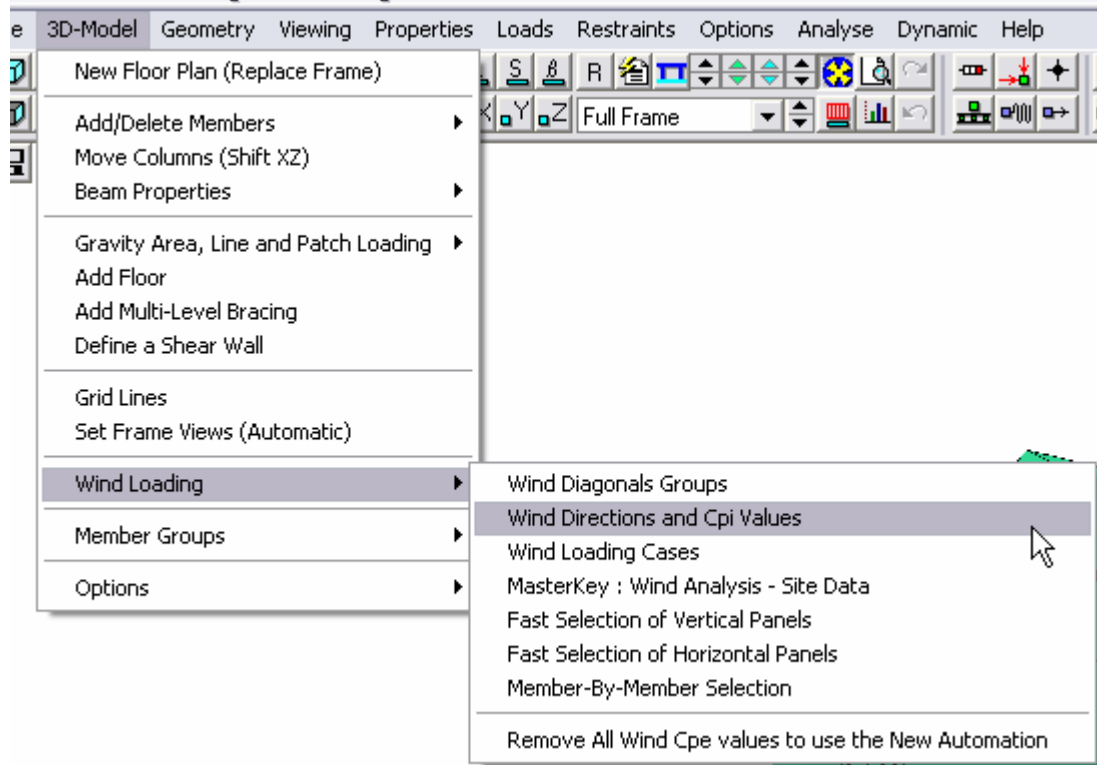 e 3D-Model Geometry Viewing Properties Loads Restraints Options Analyse Dynamic Help
New Floor Plan (Replace Frame) S β R
Add/Delete Members X Y Z Full Frame
Move Columns (Shift XZ)
Beam Properties
Gravity Area, Line and Patch Loading
Add Floor
Add Multi-Level Bracing
Define a Shear Wall
Grid Lines
Set Frame Views (Automatic)
Wind Loading
Member Groups
Options
Wind Diagonals Groups
Wind Directions and Cpi Values
Wind Loading Cases
MasterKey : Wind Analysis - Site Data
Fast Selection of Vertical Panels
Fast Selection of Horizontal Panels
Member-By-Member Selection
Remove All Wind Cpe values to use the New Automation